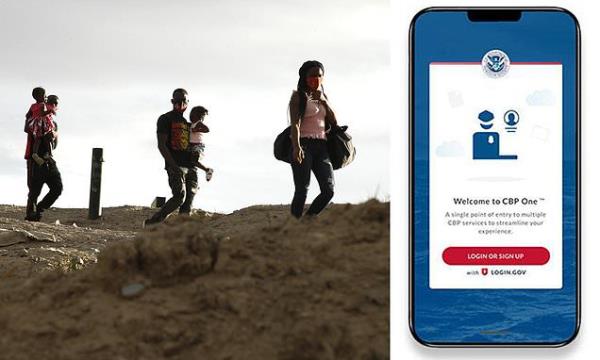 Welcome to CBP One™
A single point of entry to multiple
CBP services to streamline your
experience.
LOGIN OR SIGN UP
with LOGIN.GOV